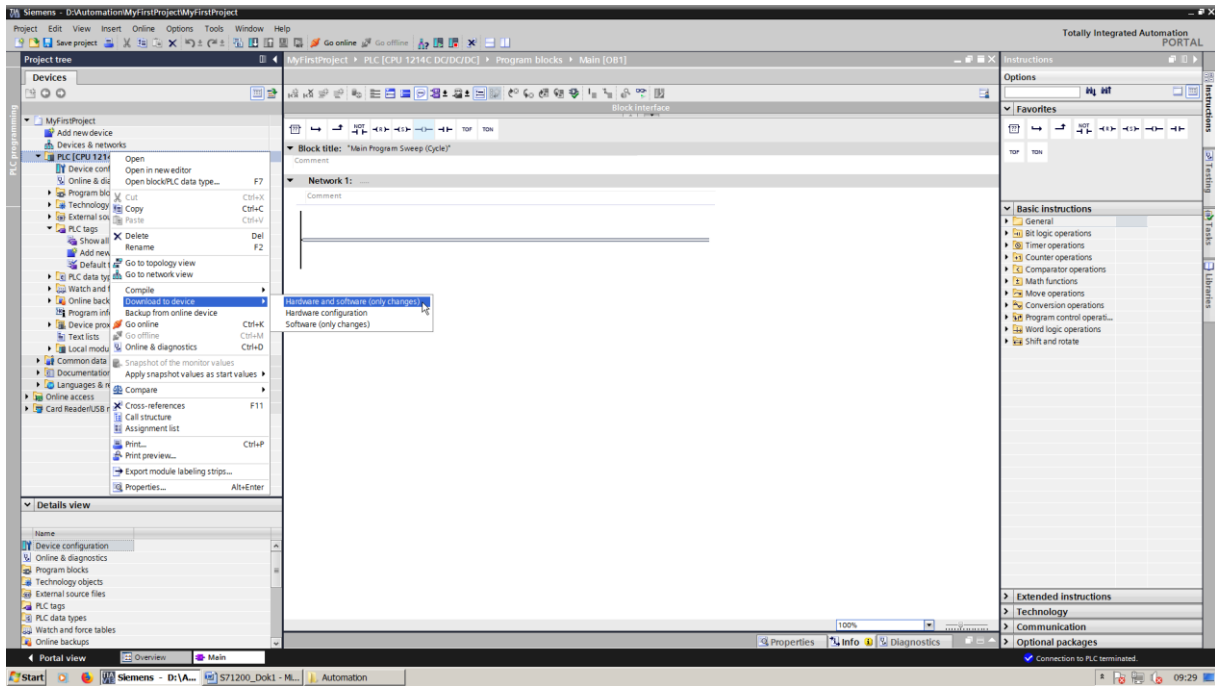 Siemens - D:\Automation\MyFirstProject\MyFirstProject
Project Edit View Insert Online Options Tools Window Help
Save project
Go online
Go offline
Totally Integrated Automation
PORTAL
Project tree
MyFirstProject PLC [CPU 1214C DC/DC/DC] Program blocks Main [OB1]
Instructions
Devices
Options
PLC programming
MyFirstProject
Add new device
Devices & networks
PLC [CPU 1214
Device conf
Online & dia
Program blo
Technology
External sou
PLC tags
Show all
Add new
Default t
PLC data typ
Watch and f
Online back
Program inf
Device prox
Text lists
Local modu
Common data
Documentation
Languages & re
Online access
Card Reader/USB r
Open
Open in new editor
Open block/PLC data type... F7
Cut Ctrl+X
Copy Ctrl+C
Paste Ctrl+V
Delete Del
Rename F2
Go to topology view
Go to network view
Compile
Download to device
Backup from online device
Go online Ctrl+K
Go offline Ctrl+M
Online & diagnostics Ctrl+D
Snapshot of the monitor values
Apply snapshot values as start values
Compare
Cross-references F11
Call structure
Assignment list
Print... Ctrl+P
Print preview...
Export module labeling strips...
Properties... Alt+Enter
Hardware and software (only changes)
Hardware configuration
Software (only changes)
Block interface
NOT
TOF TON
Block title: "Main Program Sweep (Cycle)"
Comment
Network 1: ....
Comment
100%
Properties Info Diagnostics
Favorites
NOT
TOF TON
Basic instructions
General
Bit logic operations
Timer operations
Counter operations
Comparator operations
Math functions
Move operations
Conversion operations
Program control operati...
Word logic operations
Shift and rotate
Extended instructions
Technology
Communication
Optional packages
Instructions
Testing
Tasks
Libraries
Details view
Name
Device configuration
Online & diagnostics
Program blocks
Technology objects
External source files
PLC tags
PLC data types
Watch and force tables
Online backups
Portal view Overview Main
Connection to PLC terminated.
Start Siemens - D:\A... S71200_Dok1 - Mi... Automation 09:29